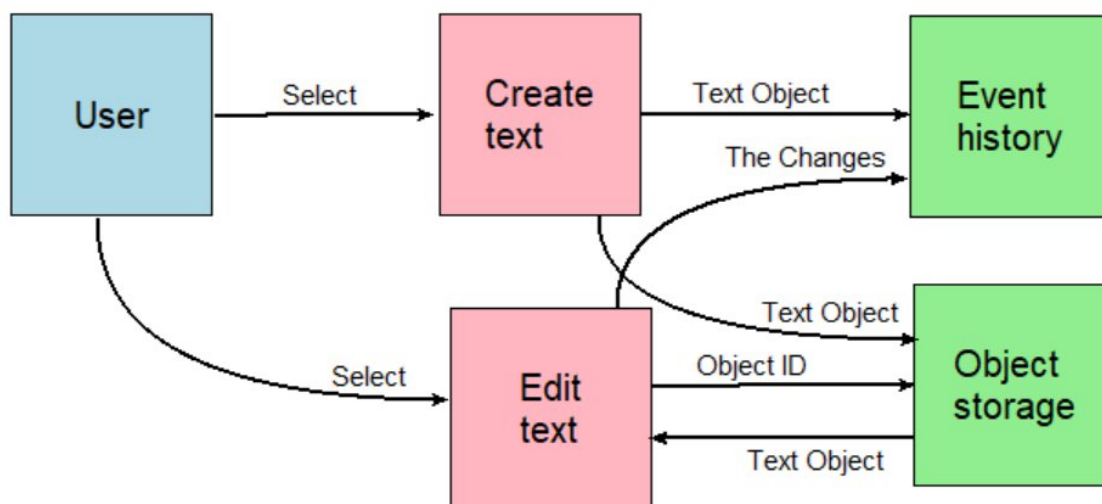 User
Select
Create
text
Text Object
Event
history
The Changes
Select
Edit
text
Text Object
Object ID
Text Object
Object
storage